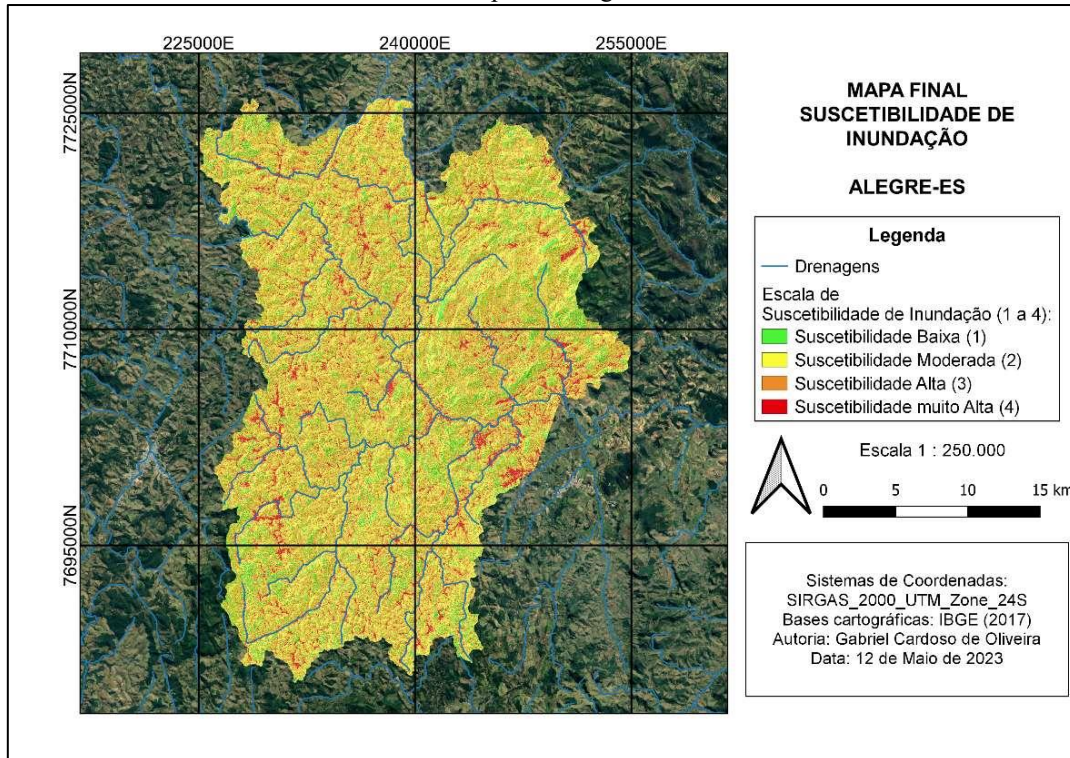 225000E
240000E
255000E
7725000N
7710000N
7695000N
MAPA FINAL
SUSCETIBILIDADE DE
INUNDAÇÃO
ALEGRE-ES
Legenda
Drenagens
Escala de
Suscetibilidade de Inundação (1 a 4):
Suscetibilidade Baixa (1)
Suscetibilidade Moderada (2)
Suscetibilidade Alta (3)
Suscetibilidade muito Alta (4)
Escala 1 : 250.000
0 5 10 15 km
Sistemas de Coordenadas:
SIRGAS_2000_UTM_Zone_24S
Bases cartográficas: IBGE (2017)
Autoria: Gabriel Cardoso de Oliveira
Data: 12 de Maio de 2023